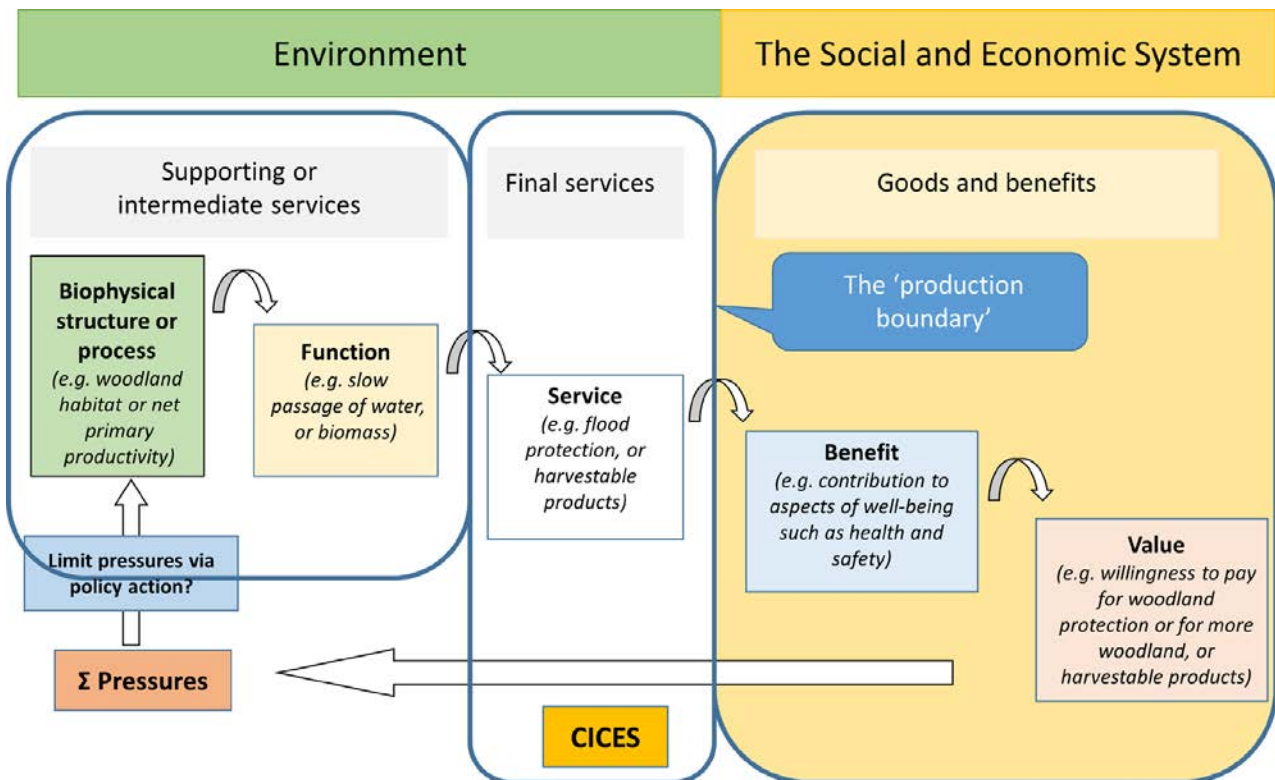 Environment
The Social and Economic System
Supporting or
intermediate services
Final services
Goods and benefits
Biophysical
structure or
process
(e.g. woodland
habitat or net
primary
productivity)
Function
(e.g. slow
passage of water,
or biomass)
Service
(e.g. flood
protection, or
harvestable
products)
The ‘production
boundary’
Benefit
(e.g. contribution to
aspects of well-being
such as health and
safety)
Value
(e.g. willingness to pay
for woodland
protection or for more
woodland, or
harvestable products)
Limit pressures via
policy action?
Σ Pressures
CICES